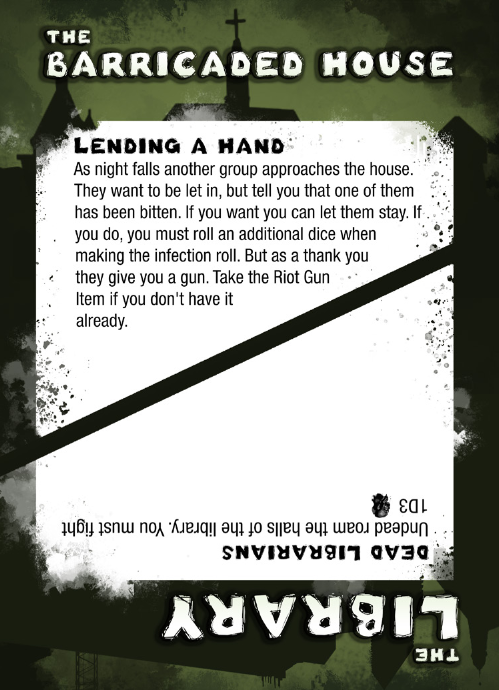 THE
BARRICADED HOUSE
LENDING A HAND
As night falls another group approaches the house.
They want to be let in, but tell you that one of them
has been bitten. If you want you can let them stay. If
you do, you must roll an additional dice when
making the infection roll. But as a thank you
they give you a gun. Take the Riot Gun
Item if you don't have it
already.
THE
LIBRARY
DEAD LIBRARIANS
Undead roam the halls of the library. You must fight
1D3